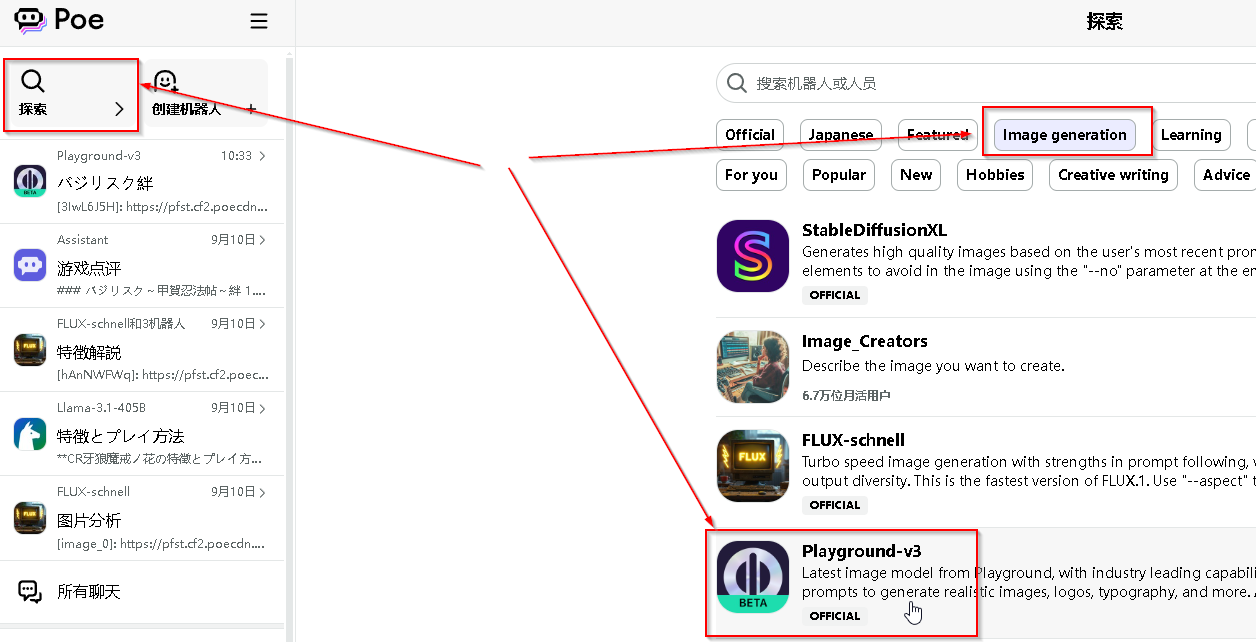 Poe
探索
探索
创建机器人 +
Playground-v3 10:33
バジリスク絆
[3IwL6J5H]: https://pfst.cf2.poecdn...
Assistant 9月10日
游戏点评
### バジリスク～甲賀忍法帖～絆 1....
FLUX-schnell和3机器人 9月10日
特徴解説
[hAnNWFWq]: https://pfst.cf2.poec...
Llama-3.1-405B 9月10日
特徴とプレイ方法
**CR牙狼魔戒ノ花の特徴とプレイ方...
FLUX-schnell 9月10日
图片分析
[image_0]: https://pfst.cf2.poecdn....
所有聊天
搜索机器人或人员
Official Japanese Featured Image generation Learning
For you Popular New Hobbies Creative writing Advice
StableDiffusionXL
Generates high quality images based on the user's most recent pron
elements to avoid in the image using the "--no" parameter at the en
OFFICIAL
Image_Creators
Describe the image you want to create.
6.7万位月活用户
FLUX
FLUX-schnell
Turbo speed image generation with strengths in prompt following, v
output diversity. This is the fastest version of FLUX.1. Use "--aspect" t
OFFICIAL
BETA
Playground-v3
Latest image model from Playground, with industry leading capabili
prompts to generate realistic images, logos, typography, and more. A
OFFICIAL